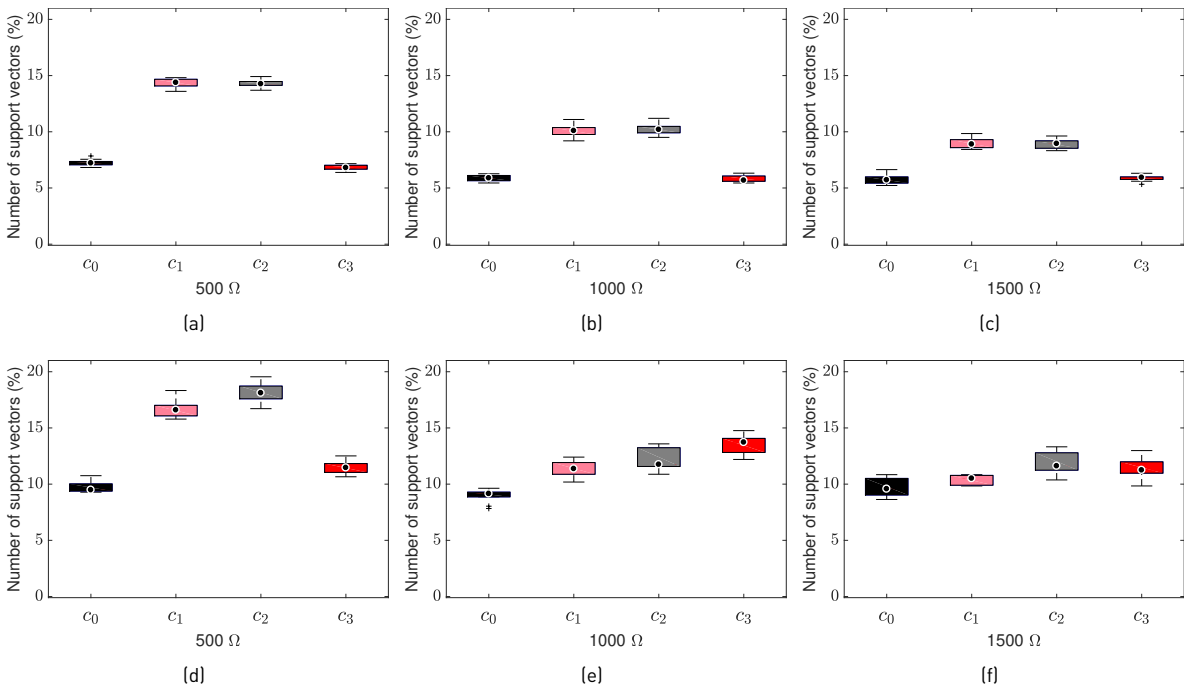 Number of support vectors (%)
20
15
10
5
0
c0 c1 c2 c3
500 Ω
(a)
Number of support vectors (%)
20
15
10
5
0
c0 c1 c2 c3
1000 Ω
(b)
Number of support vectors (%)
20
15
10
5
0
c0 c1 c2 c3
1500 Ω
(c)
Number of support vectors (%)
20
15
10
5
0
c0 c1 c2 c3
500 Ω
(d)
Number of support vectors (%)
20
15
10
5
0
c0 c1 c2 c3
1000 Ω
(e)
Number of support vectors (%)
20
15
10
5
0
c0 c1 c2 c3
1500 Ω
(f)